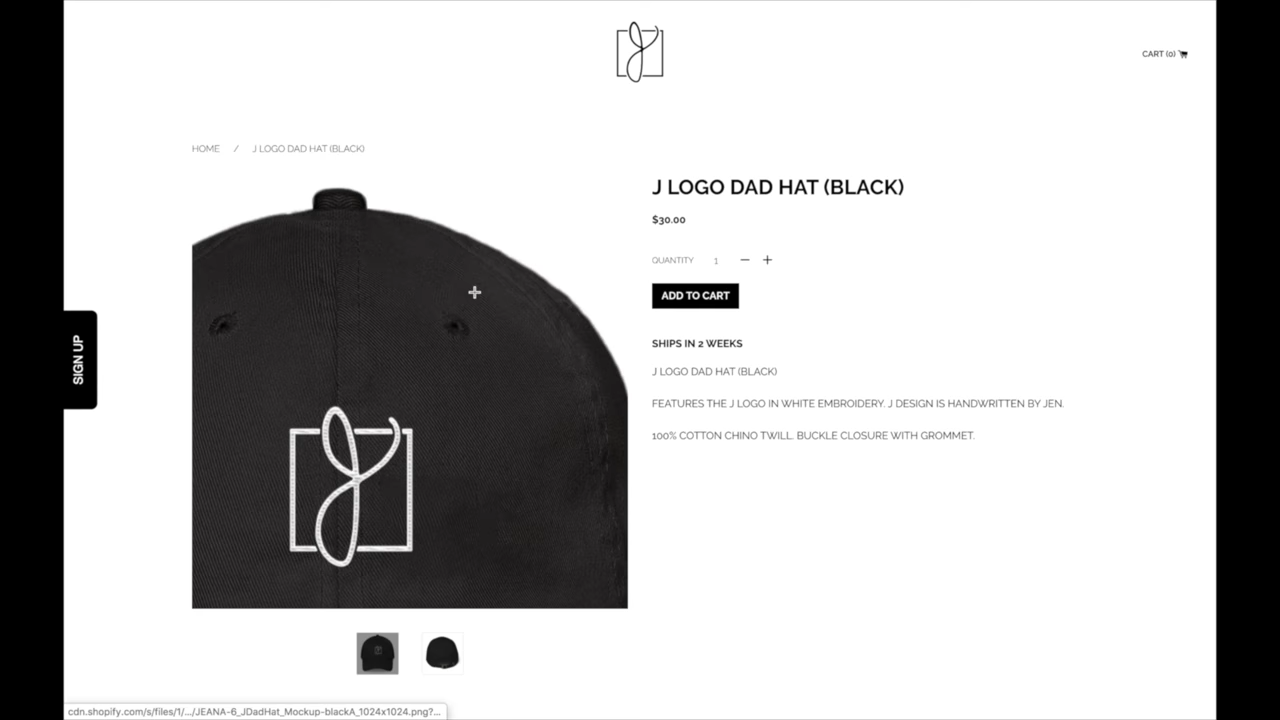 CART (0)
HOME / J LOGO DAD HAT (BLACK)
J LOGO DAD HAT (BLACK)
$30.00
QUANTITY 1 − +
ADD TO CART
SIGN UP
SHIPS IN 2 WEEKS
J LOGO DAD HAT (BLACK)
FEATURES THE J LOGO IN WHITE EMBROIDERY. J DESIGN IS HANDWRITTEN BY JEN.
100% COTTON CHINO TWILL. BUCKLE CLOSURE WITH GROMMET.
J
cdn.shopify.com/s/files/1/.../JEANA-6_JDadHat_Mockup-blackA_1024x1024.png?...